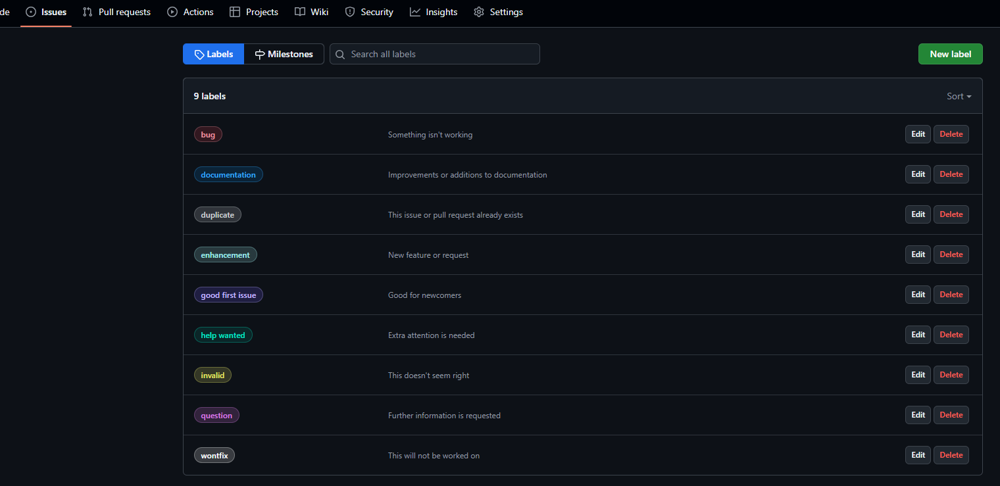 de Issues Pull requests Actions Projects Wiki Security Insights Settings
Labels Milestones Search all labels New label
9 labels Sort
bug Something isn't working Edit Delete
documentation Improvements or additions to documentation Edit Delete
duplicate This issue or pull request already exists Edit Delete
enhancement New feature or request Edit Delete
good first issue Good for newcomers Edit Delete
help wanted Extra attention is needed Edit Delete
invalid This doesn't seem right Edit Delete
question Further information is requested Edit Delete
wontfix This will not be worked on Edit Delete